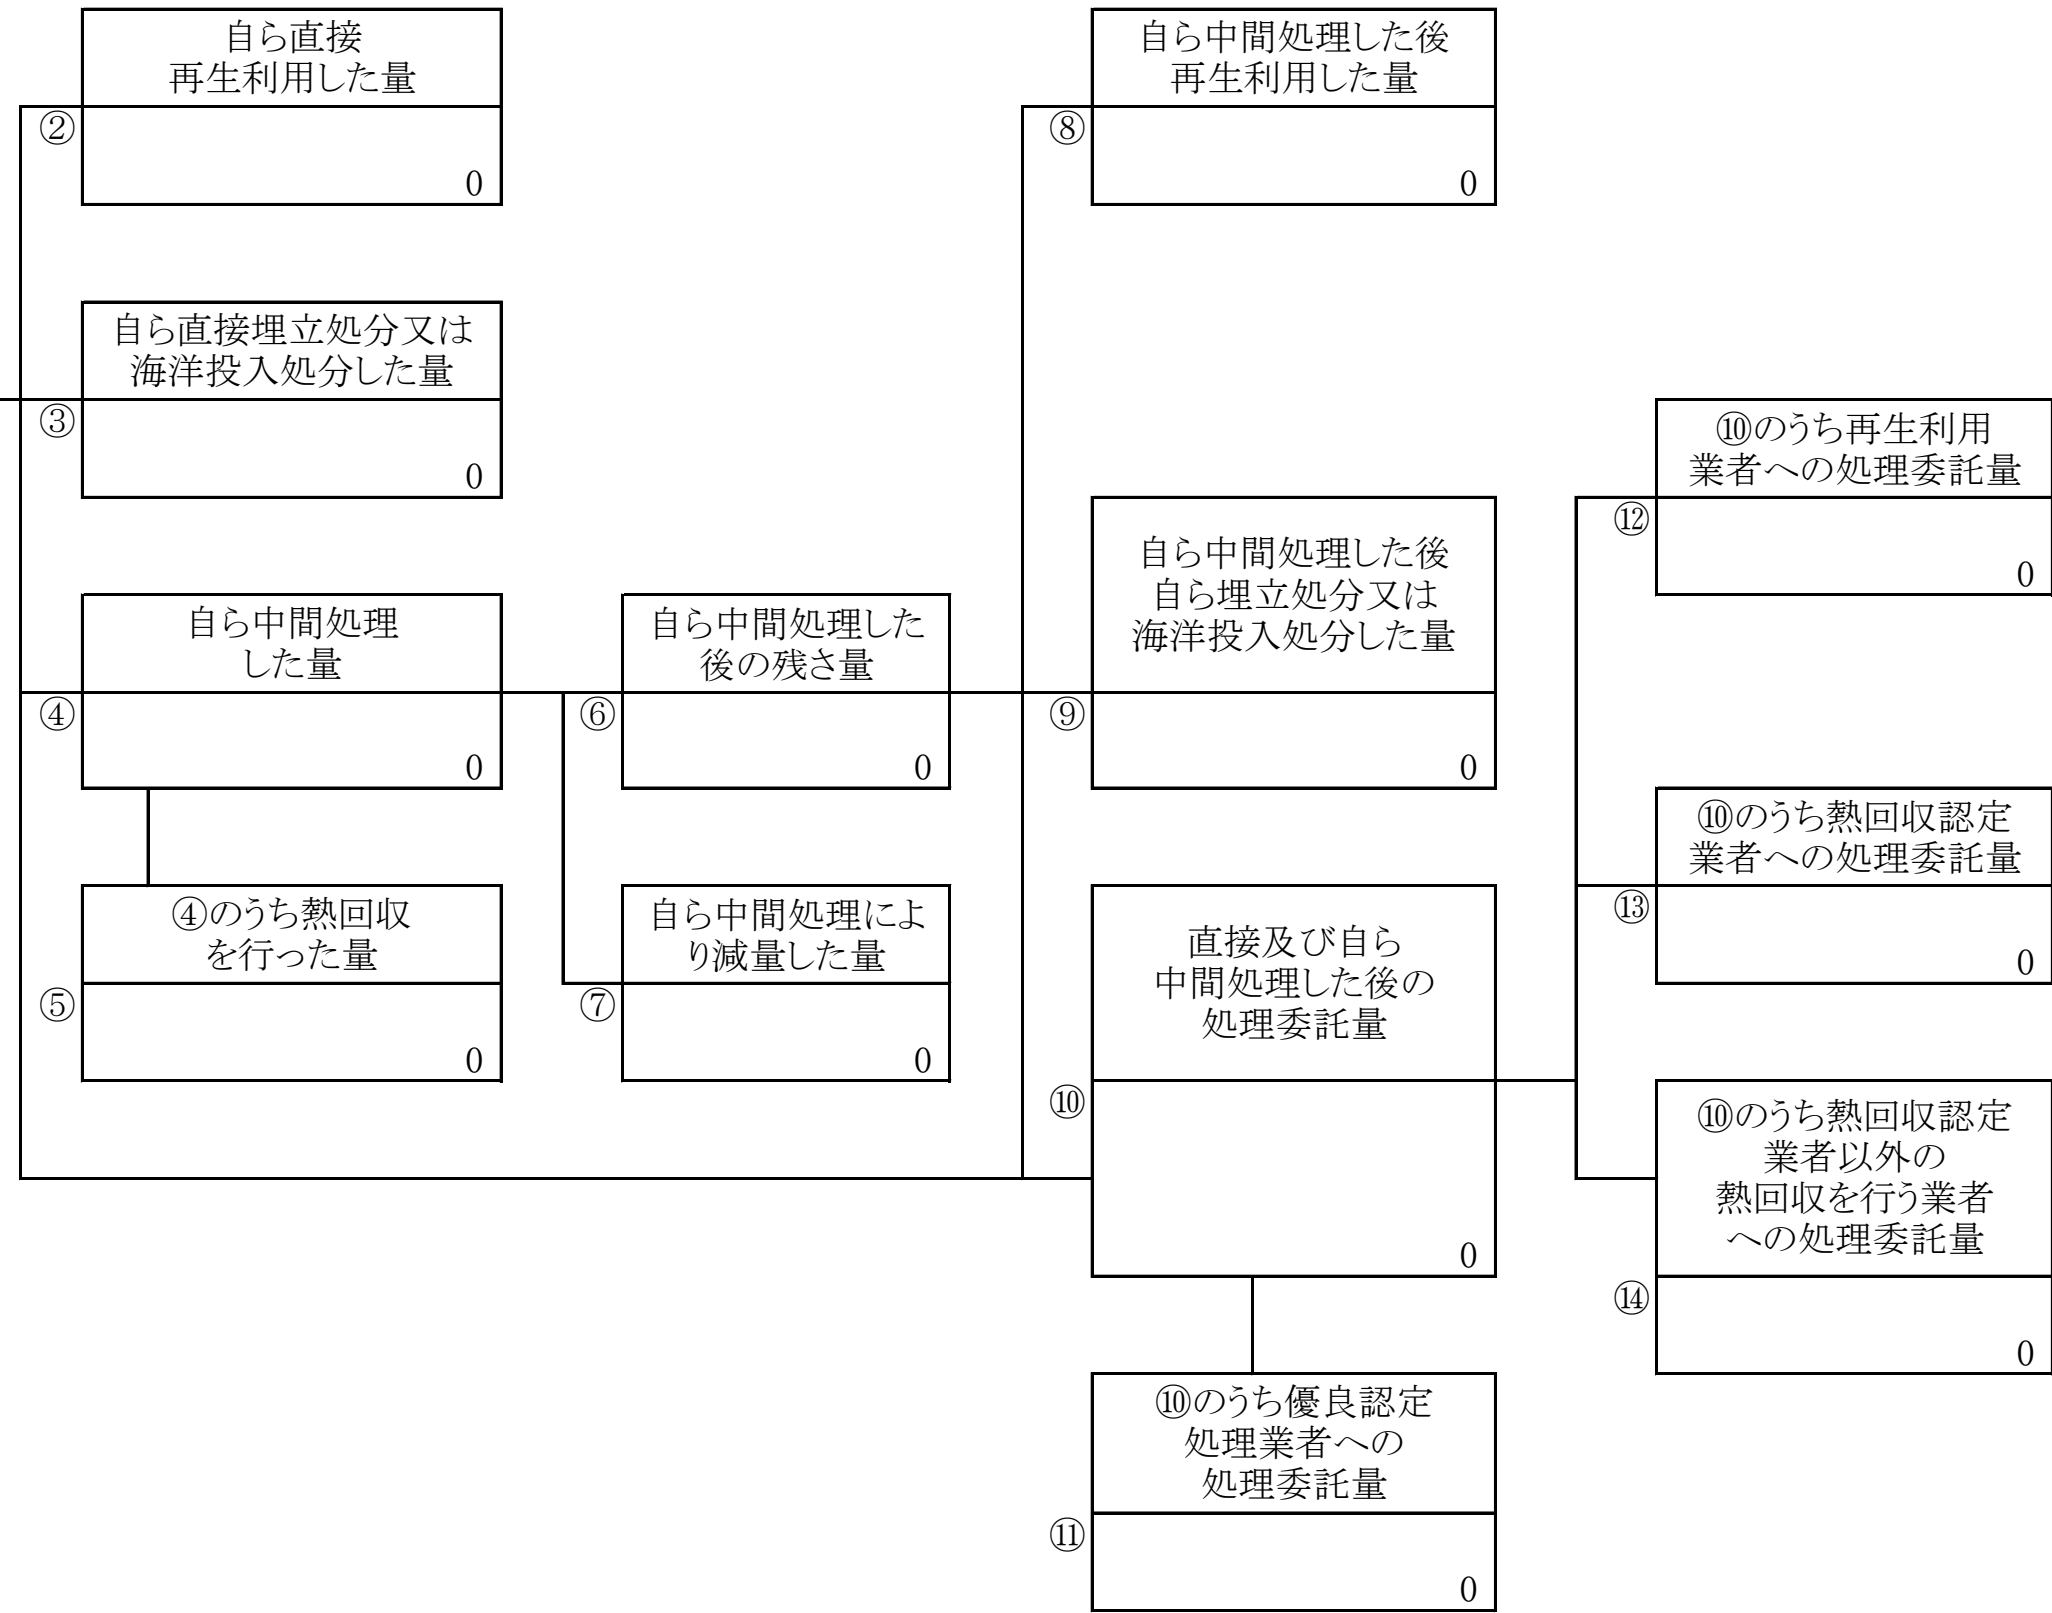 自ら直接
再生利用した量
②
0
自ら中間処理した後
再生利用した量
⑧
0
自ら直接埋立処分又は
海洋投入処分した量
③
0
⑩のうち再生利用
業者への処理委託量
⑫
0
自ら中間処理
した量
④
0
自ら中間処理した
後の残さ量
⑥
0
自ら中間処理した後
自ら埋立処分又は
海洋投入処分した量
⑨
0
⑩のうち熱回収認定
業者への処理委託量
⑬
0
④のうち熱回収
を行った量
⑤
0
自ら中間処理によ
り減量した量
⑦
0
直接及び自ら
中間処理した後の
処理委託量
⑩
0
⑩のうち熱回収認定
業者以外の
熱回収を行う業者
への処理委託量
⑭
0
⑩のうち優良認定
処理業者への
処理委託量
⑪
0